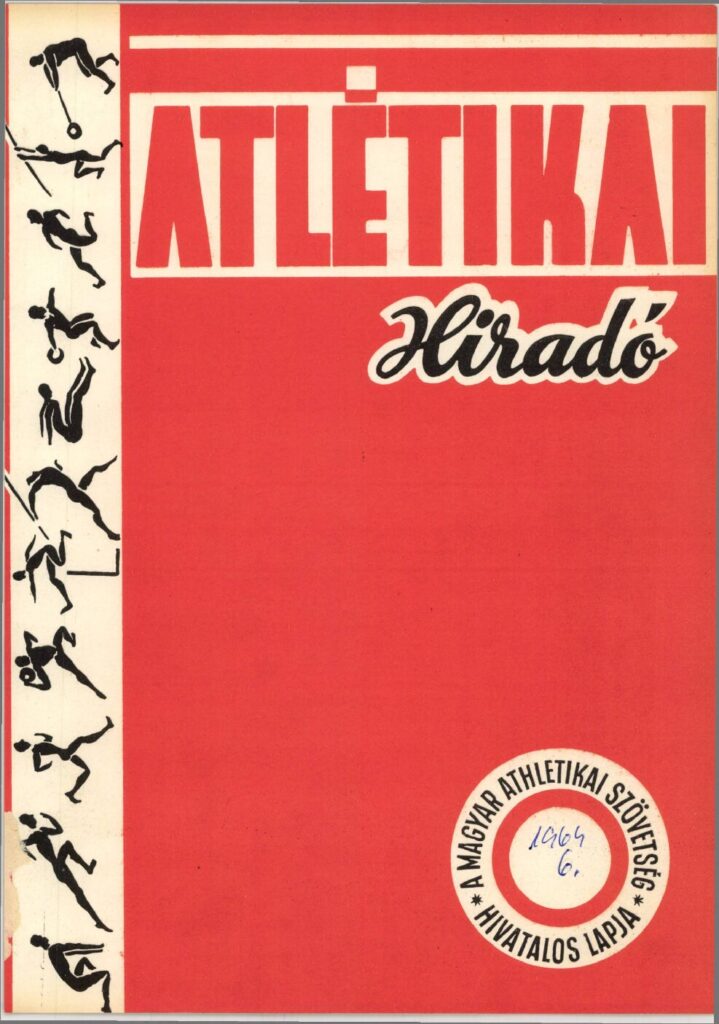 ATLÉTIKAI
Hiradó
* A MAGYAR ATHLETIKAI SZÖVETSÉG *
HIVATALOS LAPJA
1964
6.